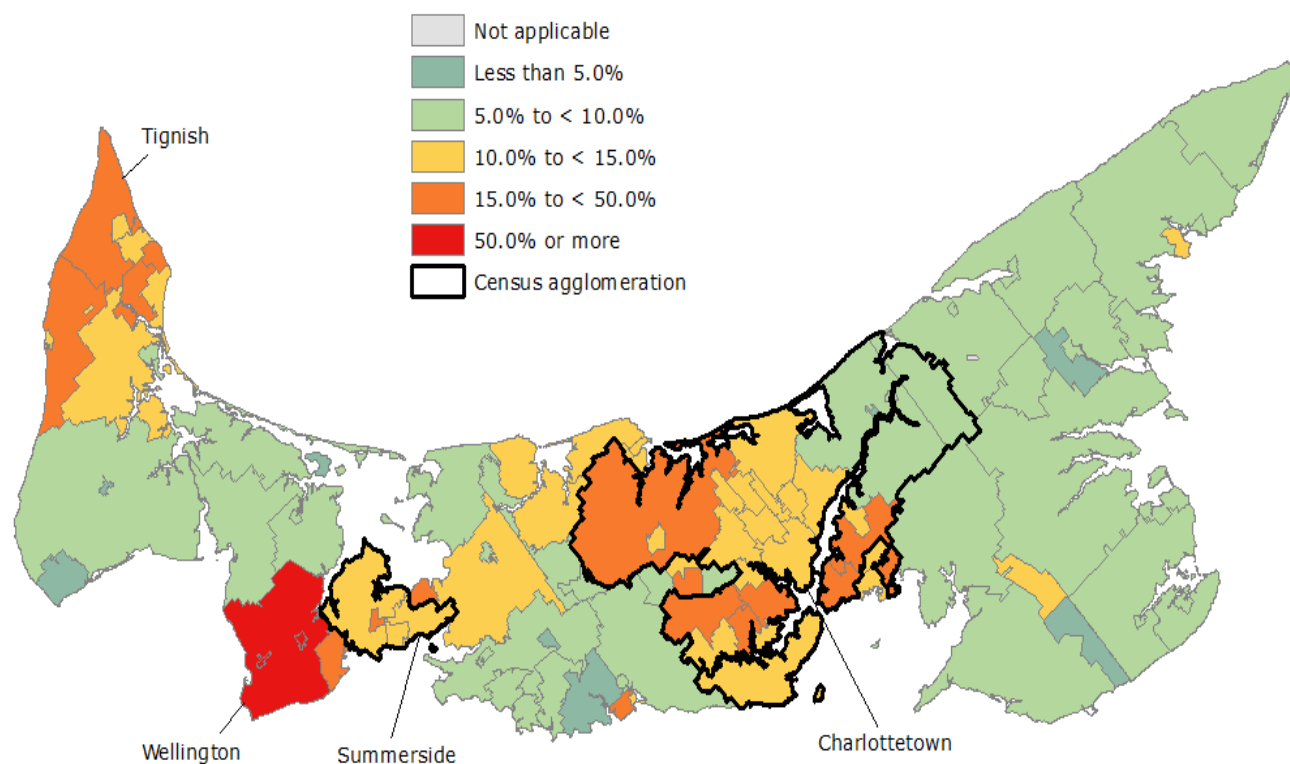 Not applicable
Less than 5.0%
5.0% to < 10.0%
10.0% to < 15.0%
15.0% to < 50.0%
50.0% or more
Census agglomeration
Tignish
Wellington
Summerside
Charlottetown